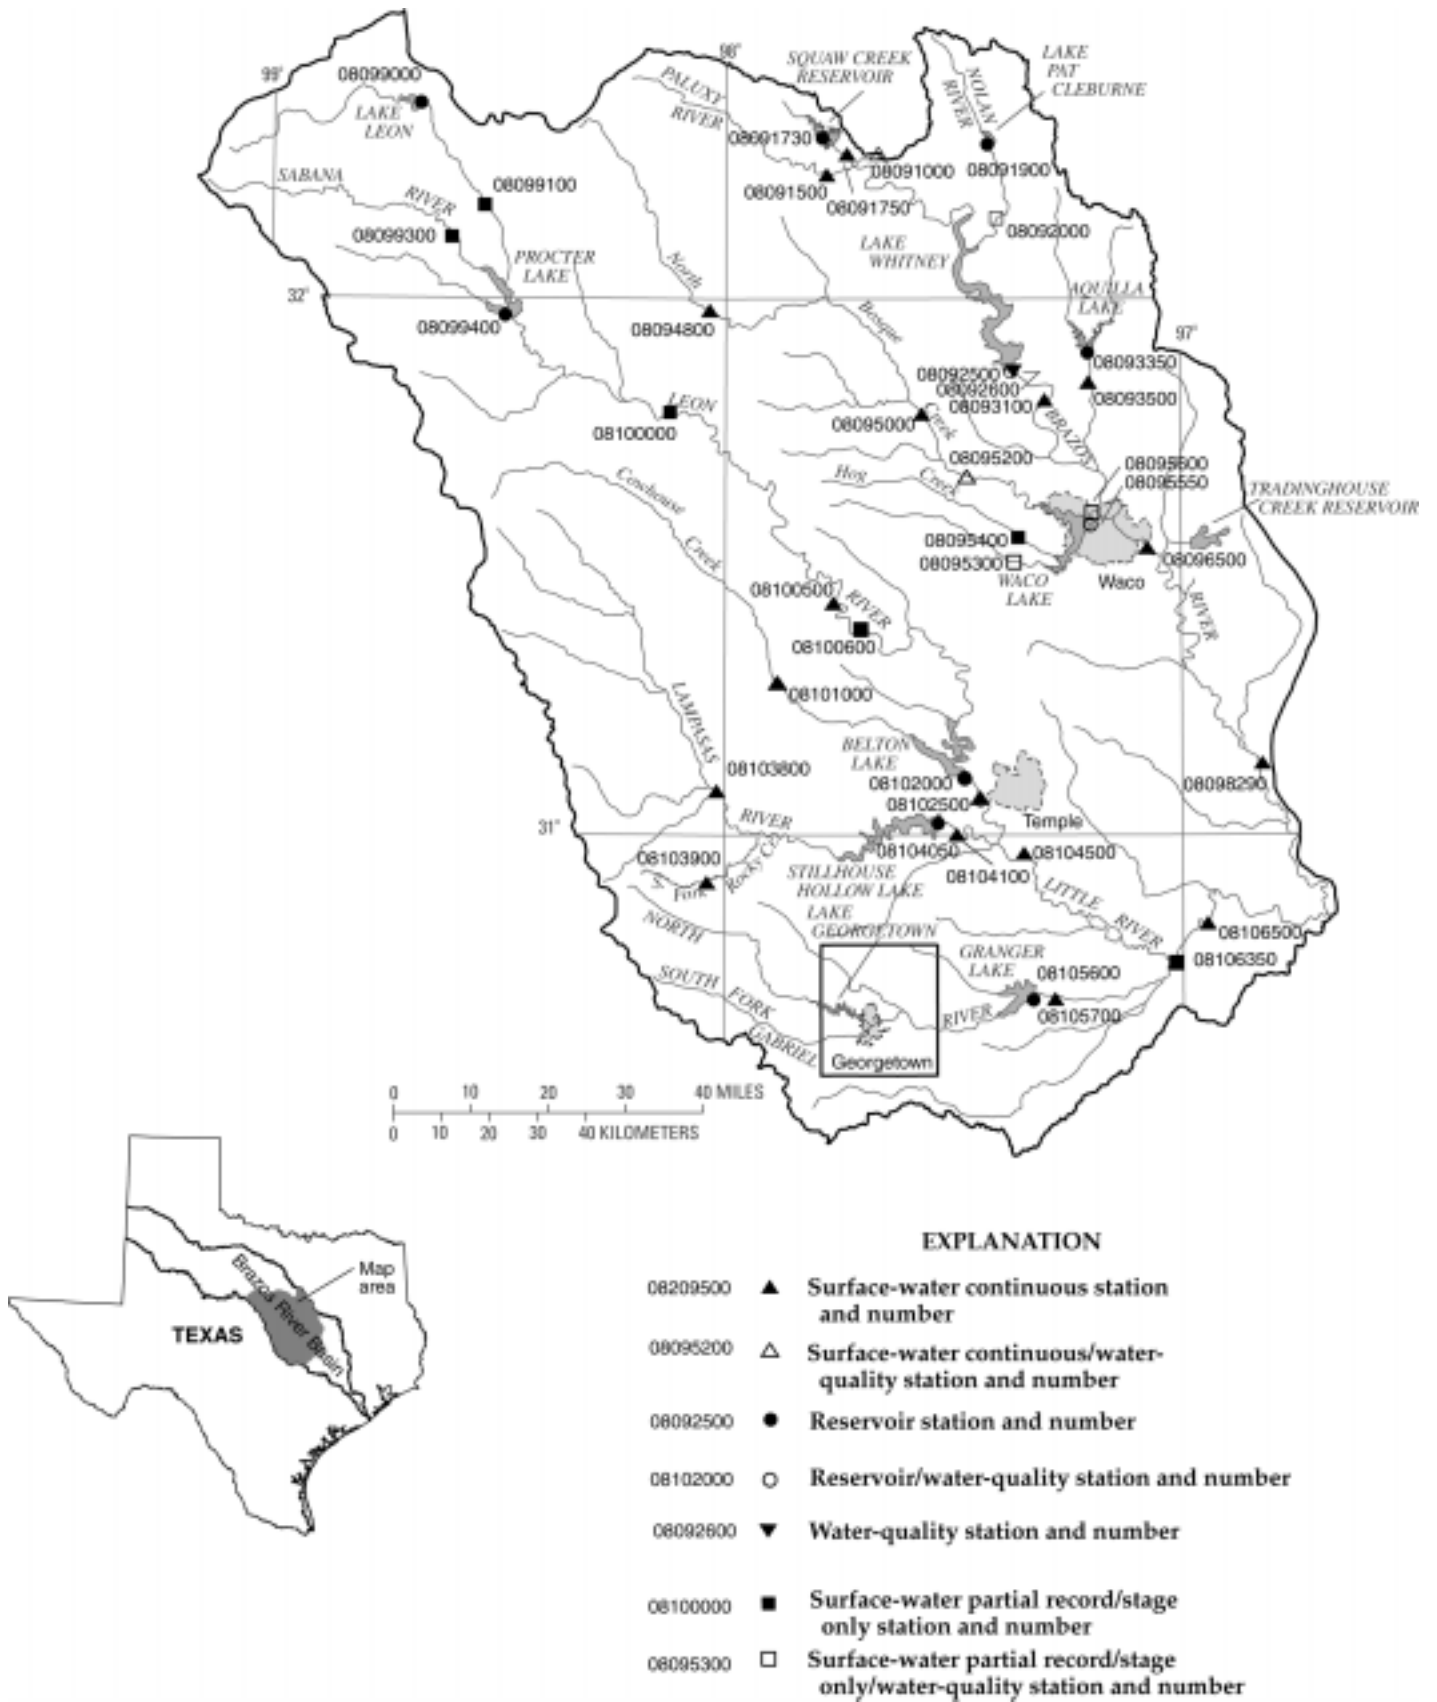 99°
98°
08099000
LAKE
LEON
SABANA
RIVER
08099100
08099300
PROCTER
LAKE
32°
08099400
PALUXY
RIVER
SQUAW CREEK
RESERVOIR
NOLAN
RIVER
LAKE
PAT
CLEBURNE
08091730
08091000
08091900
08091500
08091750
08092000
LAKE
WHITNEY
North
08094800
Bosque
AQUILLA
LAKE
97°
08093350
08092500
08092600
08093500
08093100
BRAZOS
LEON
08100000
08095000
Creek
08095200
Hog
Creek
08095600
08095550
TRADINGHOUSE
CREEK RESERVOIR
Cowhouse
Creek
08095400
08095300
08096500
WACO
LAKE
Waco
RIVER
08100500
RIVER
08100600
08101000
LAMPASAS
BELTON
LAKE
08103800
08102000
08098290
08102500
Temple
31°
RIVER
08104050
08104500
08103900
S. Fork
Rocky Cr
STILLHOUSE
HOLLOW LAKE
08104100
LITTLE
RIVER
NORTH
LAKE
GEORGETOWN
08106500
GRANGER
LAKE
08106350
SOUTH FORK
08105600
GABRIEL
RIVER
08105700
Georgetown
0 10 20 30 40 MILES
0 10 20 30 40 KILOMETERS
Brazos River Basin
Map
area
TEXAS
EXPLANATION
08209500 Surface-water continuous station
and number
08095200 Surface-water continuous/water-
quality station and number
08092500 Reservoir station and number
08102000 Reservoir/water-quality station and number
08092600 Water-quality station and number
08100000 Surface-water partial record/stage
only station and number
08095300 Surface-water partial record/stage
only/water-quality station and number